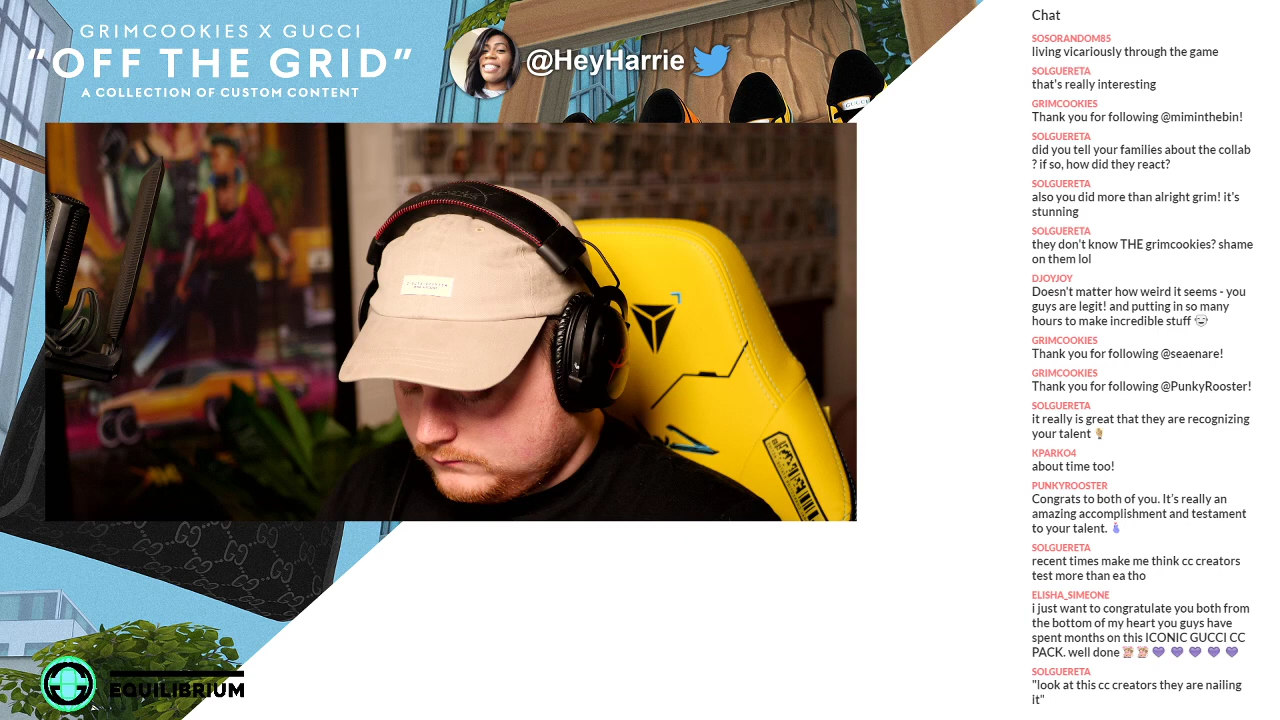 GRIMCOOKIES X GUCCI
“OFF THE GRID”
A COLLECTION OF CUSTOM CONTENT
@HeyHarrie
GUCCI
EQUILIBRIUM
Chat
SOSORANDOM85
living vicariously through the game
SOLGUERETA
that's really interesting
GRIMCOOKIES
Thank you for following @miminthebin!
SOLGUERETA
did you tell your families about the collab
? if so, how did they react?
SOLGUERETA
also you did more than alright grim! it's
stunning
SOLGUERETA
they don't know THE grimcookies? shame
on them lol
DJOYJOY
Doesn't matter how weird it seems - you
guys are legit! and putting in so many
hours to make incredible stuff
GRIMCOOKIES
Thank you for following @seaenare!
GRIMCOOKIES
Thank you for following @PunkyRooster!
SOLGUERETA
it really is great that they are recognizing
your talent
KPARKO4
about time too!
PUNKYROOSTER
Congrats to both of you. It’s really an
amazing accomplishment and testament
to your talent.
SOLGUERETA
recent times make me think cc creators
test more than ea tho
ELISHA_SIMEONE
i just want to congratulate you both from
the bottom of my heart you guys have
spent months on this ICONIC GUCCI CC
PACK. well done
SOLGUERETA
"look at this cc creators they are nailing
it"